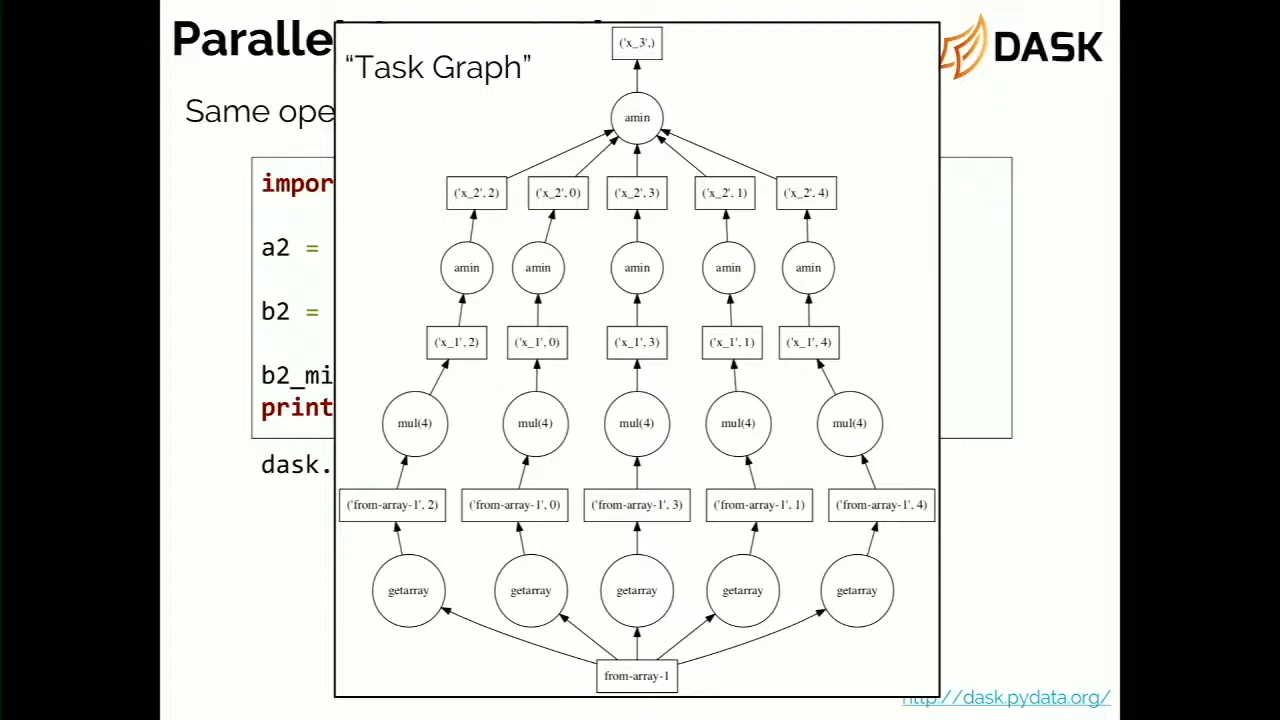 Paralle
DASK
Same ope
impor
a2 =
b2 =
b2_mi
print
dask.
“Task Graph”
('x_3',)
amin
('x_2', 2) ('x_2', 0) ('x_2', 3) ('x_2', 1) ('x_2', 4)
amin amin amin amin amin
('x_1', 2) ('x_1', 0) ('x_1', 3) ('x_1', 1) ('x_1', 4)
mul(4) mul(4) mul(4) mul(4) mul(4)
('from-array-1', 2) ('from-array-1', 0) ('from-array-1', 3) ('from-array-1', 1) ('from-array-1', 4)
getarray getarray getarray getarray getarray
from-array-1
http://dask.pydata.org/